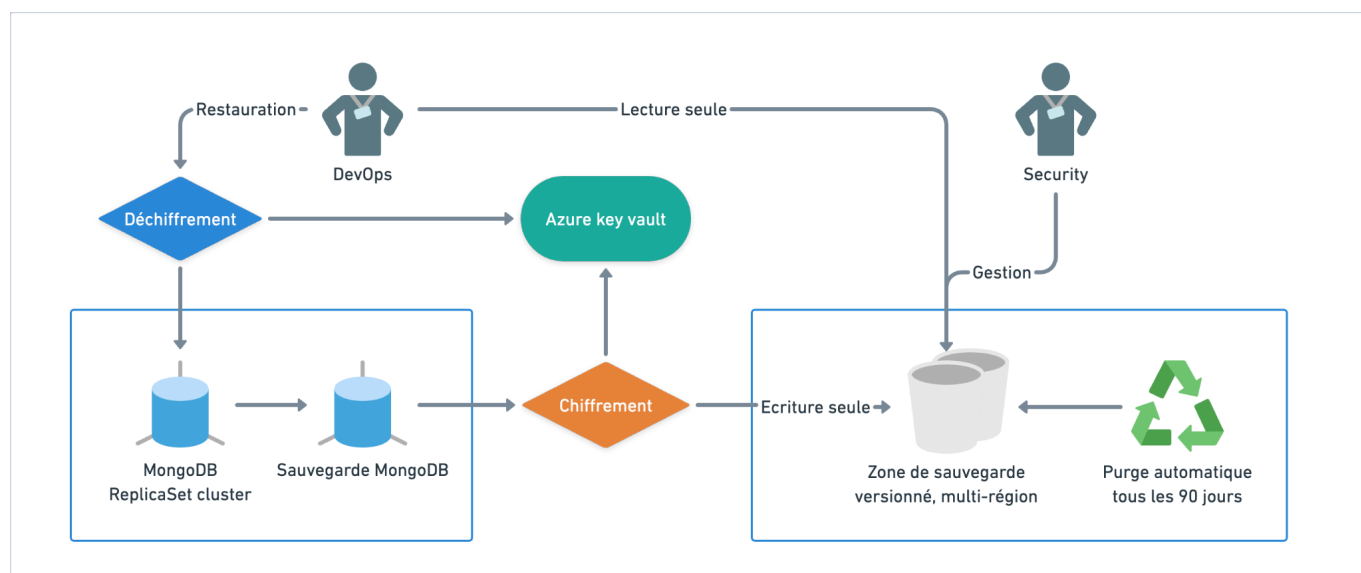 Restauration
Lecture seule
DevOps
Security
Déchiffrement
Azure key vault
Gestion
Chiffrement
Ecriture seule
MongoDB
ReplicaSet cluster
Sauvegarde MongoDB
Zone de sauvegarde
versionné, multi-région
Purge automatique
tous les 90 jours